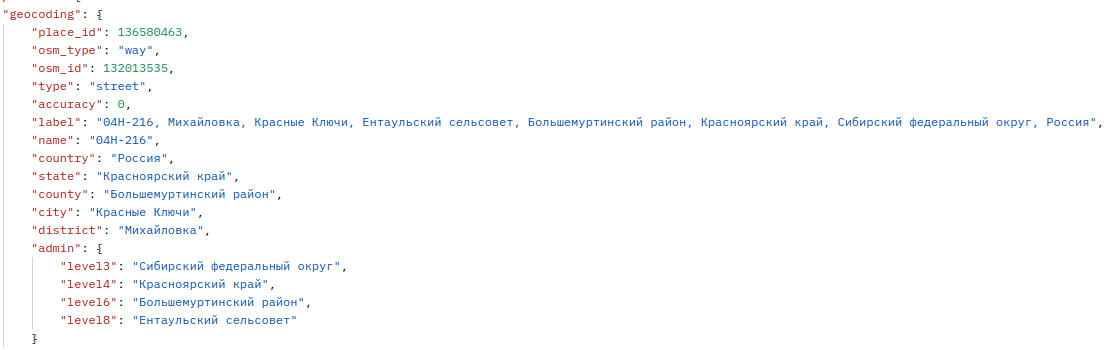 "geocoding": {
"place_id": 136580463,
"osm_type": "way",
"osm_id": 132013535,
"type": "street",
"accuracy": 0,
"label": "04Н-216, Михайловка, Красные Ключи, Ентаульский сельсовет, Большемуртинский район, Красноярский край, Сибирский федеральный округ, Россия",
"name": "04Н-216",
"country": "Россия",
"state": "Красноярский край",
"county": "Большемуртинский район",
"city": "Красные Ключи",
"district": "Михайловка",
"admin": {
"level3": "Сибирский федеральный округ",
"level4": "Красноярский край",
"level6": "Большемуртинский район",
"level8": "Ентаульский сельсовет"
}